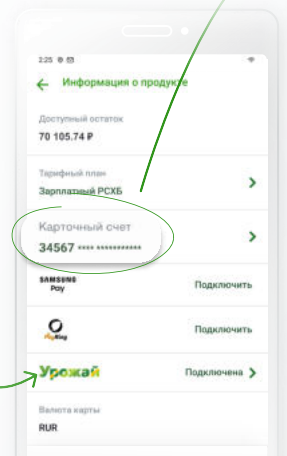 2:25
Информация о продукте
Доступный остаток
70 105.74 ₽
Тарифный план
Зарплатный РСХБ
Карточный счет
34567 **** ***********
SAMSUNG
Pay
Подключить
Подключить
Урожай
Подключена
Валюта карты
RUR